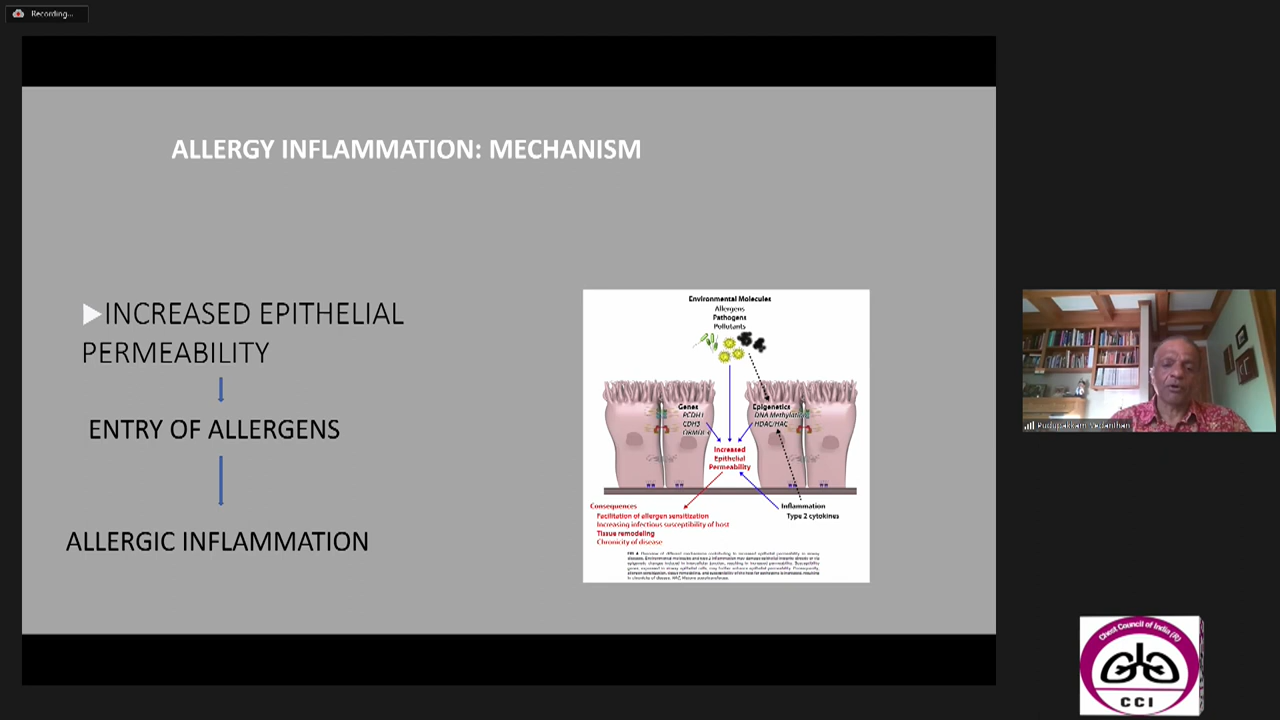 Recording...
ALLERGY INFLAMMATION: MECHANISM
INCREASED EPITHELIAL
PERMEABILITY
ENTRY OF ALLERGENS
ALLERGIC INFLAMMATION
Environmental Molecules
Allergens
Pathogens
Pollutants
Genes
PCDH1
CDH3
ORMDL3
Epigenetics
DNA Methylation
HDAC/HAC
Increased
Epithelial
Permeability
Consequences
Facilitation of allergen sensitization
Increasing infectious susceptibility of host
Tissue remodeling
Chronicity of disease
Inflammation
Type 2 cytokines
Pudupakkam Vedanthan
Chest Council of India (R)
CCI